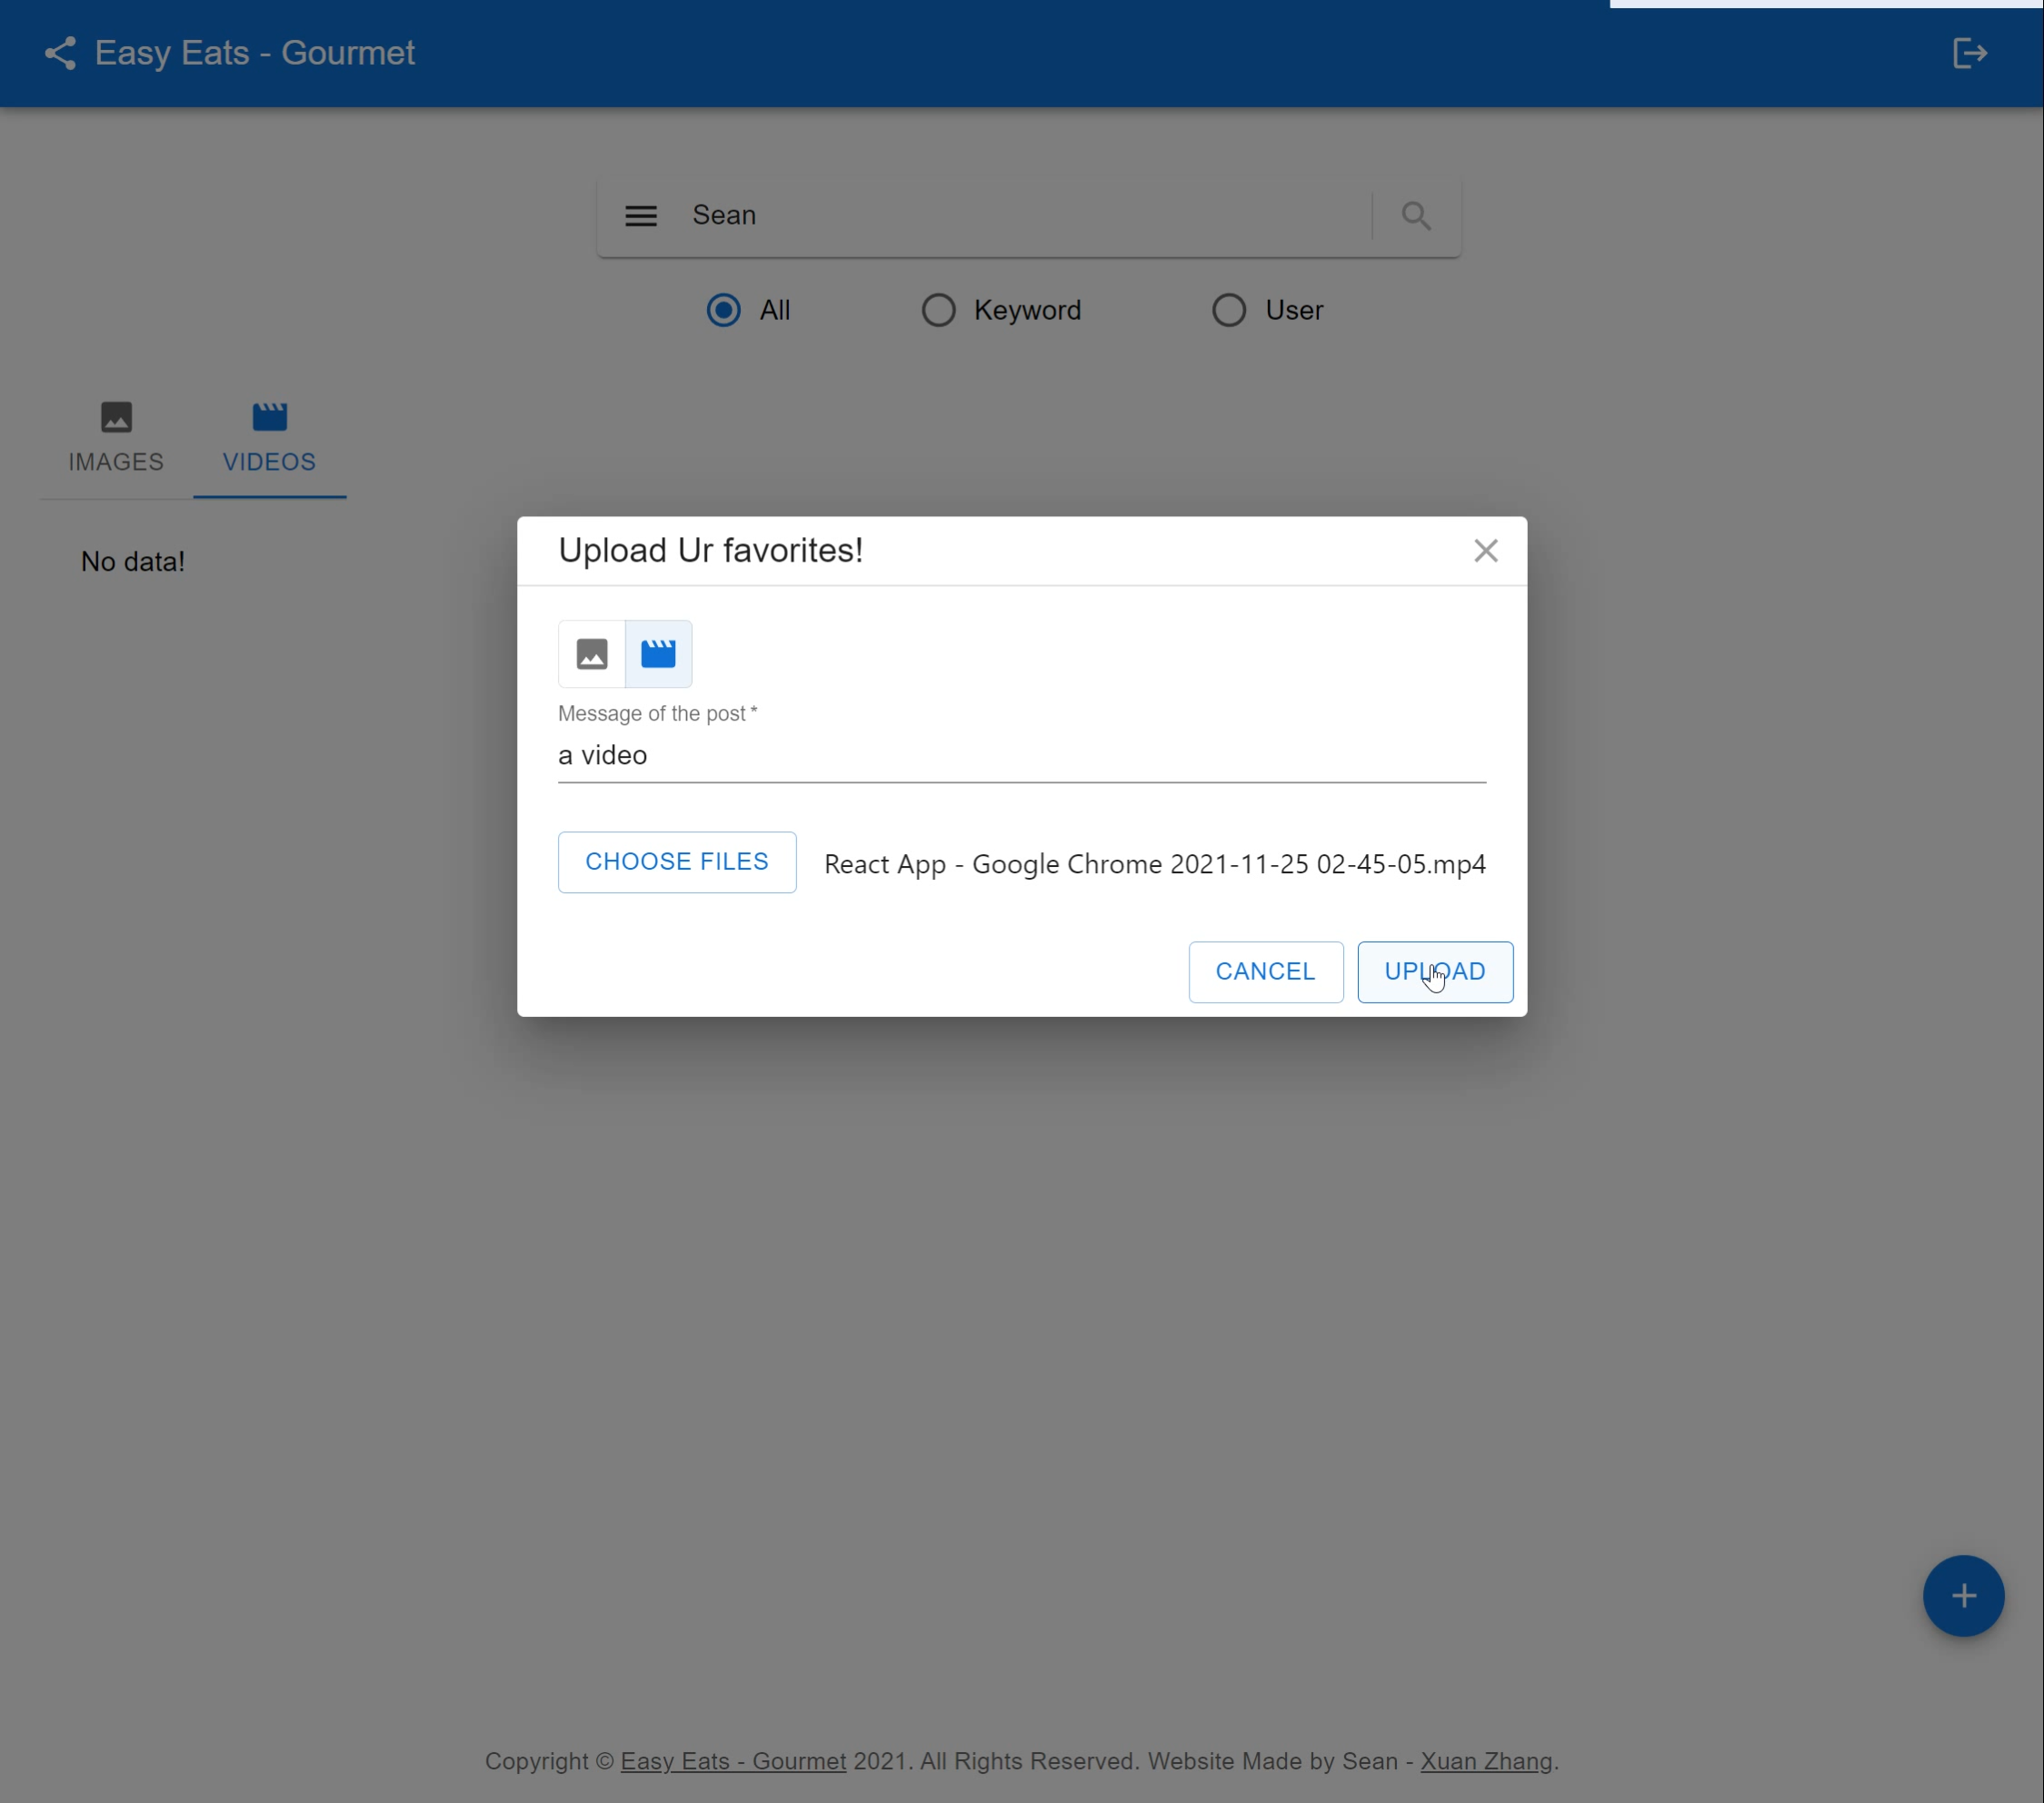 Easy Eats - Gourmet
Sean
All Keyword User
IMAGES VIDEOS
No data!
Upload Ur favorites!
Message of the post *
a video
CHOOSE FILES React App - Google Chrome 2021-11-25 02-45-05.mp4
CANCEL UPLOAD
Copyright © Easy Eats - Gourmet 2021. All Rights Reserved. Website Made by Sean - Xuan Zhang.